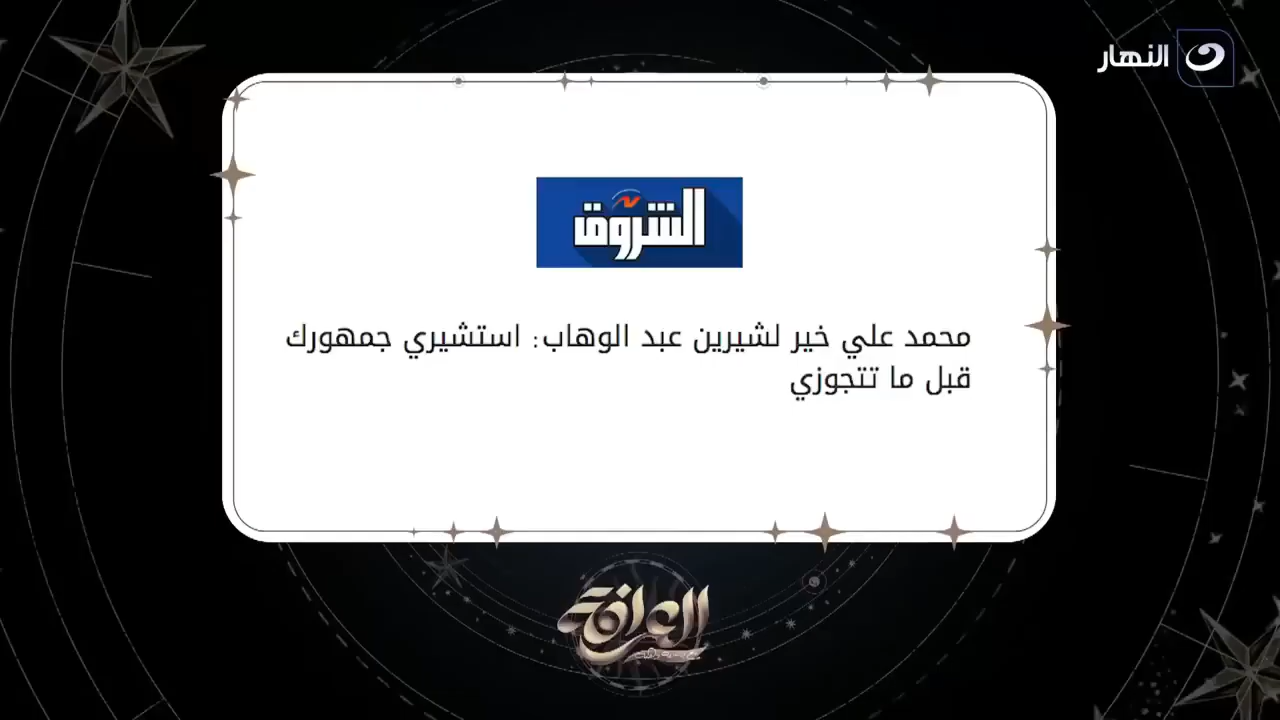 النهار
الشروق
محمد علي خير لشيرين عبد الوهاب: استشيري جمهورك
قبل ما تتجوزي
العرافة